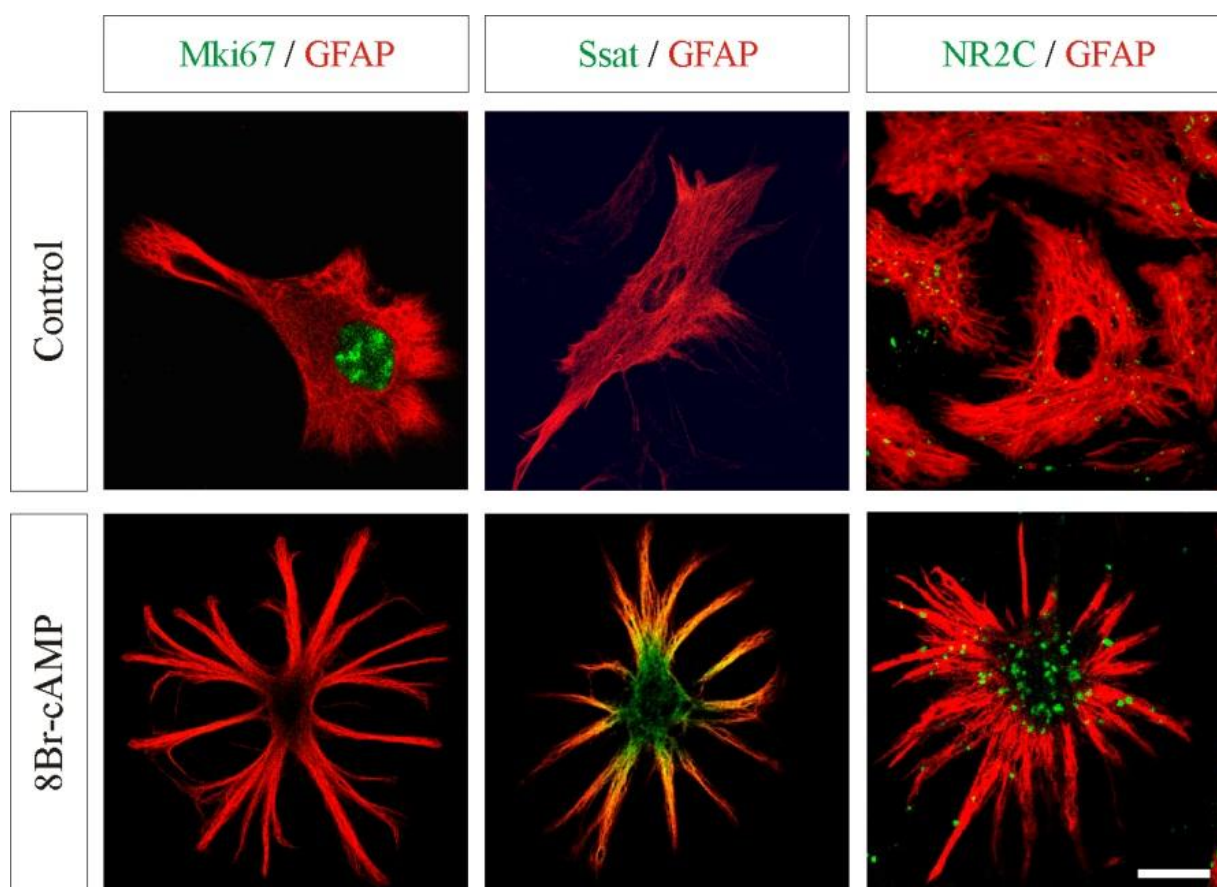 Mki67 / GFAP
Ssat / GFAP
NR2C / GFAP
Control
8Br-cAMP